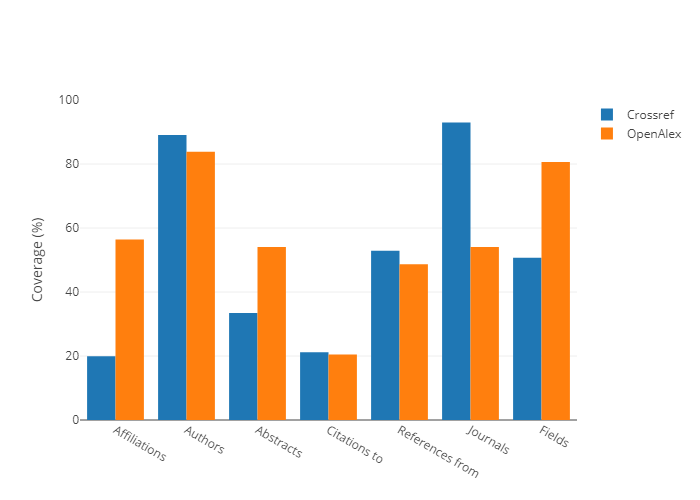 100
80
60
40
20
0
Coverage (%)
Affiliations
Authors
Abstracts
Citations to
References from
Journals
Fields
Crossref
OpenAlex